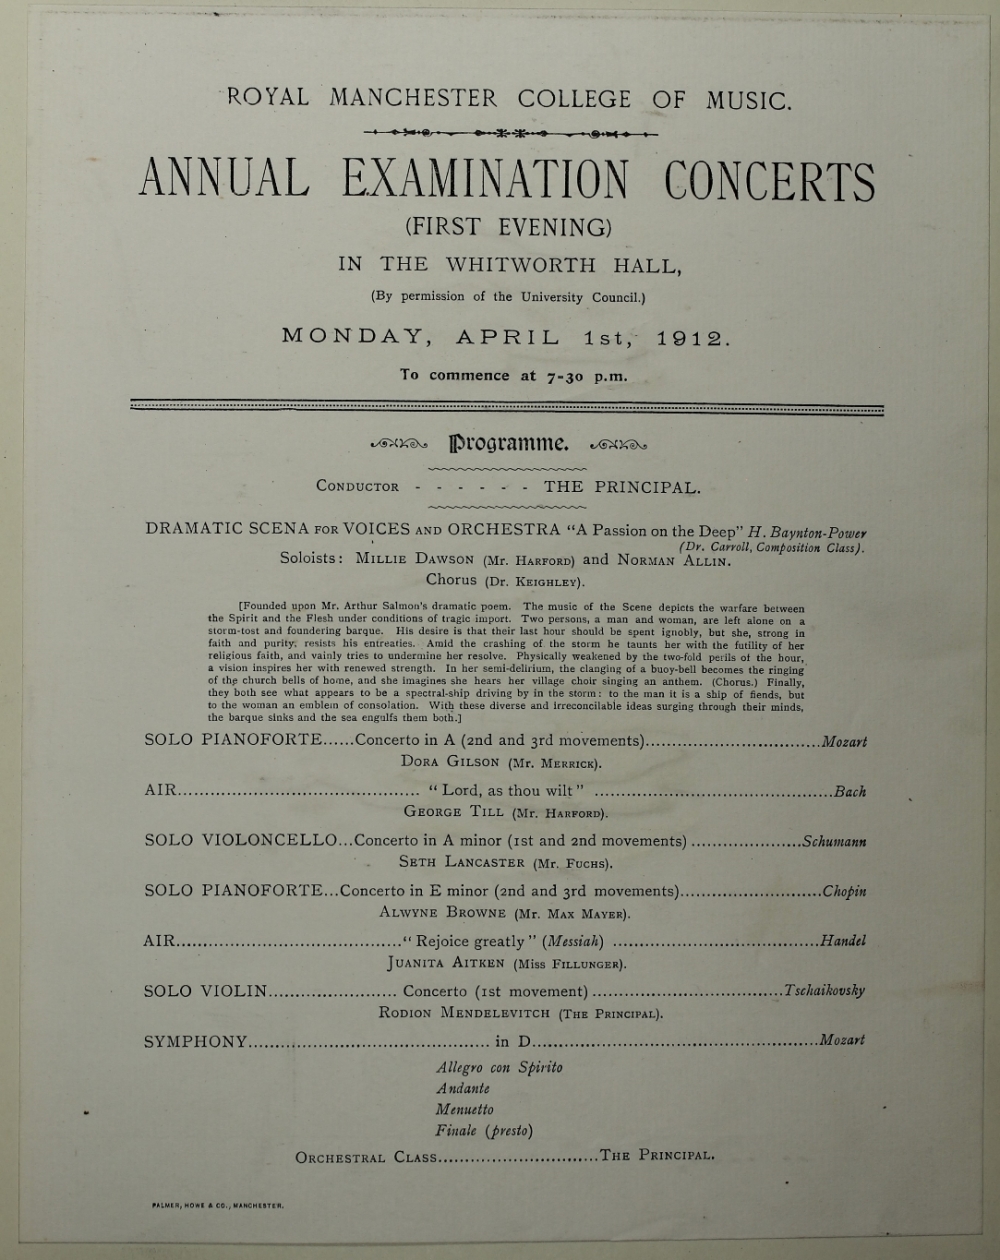 ROYAL MANCHESTER COLLEGE OF MUSIC.
ANNUAL EXAMINATION CONCERTS
(FIRST EVENING)
IN THE WHITWORTH HALL,
(By permission of the University Council.)
MONDAY, APRIL 1st, 1912.
To commence at 7-30 p.m.
Programme.
CONDUCTOR - - - - - - THE PRINCIPAL.
DRAMATIC SCENA FOR VOICES AND ORCHESTRA “A Passion on the Deep” H. Baynton-Power
(Dr. Carroll, Composition Class).
Soloists: MILLIE DAWSON (Mr. HARFORD) and NORMAN ALLIN.
Chorus (Dr. KEIGHLEY).
[Founded upon Mr. Arthur Salmon's dramatic poem. The music of the Scene depicts the warfare between
the Spirit and the Flesh under conditions of tragic import. Two persons, a man and woman, are left alone on a
storm-tost and foundering barque. His desire is that their last hour should be spent ignobly, but she, strong in
faith and purity, resists his entreaties. Amid the crashing of the storm he taunts her with the futility of her
religious faith, and vainly tries to undermine her resolve. Physically weakened by the two-fold perils of the hour,
a vision inspires her with renewed strength. In her semi-delirium, the clanging of a buoy-bell becomes the ringing
of the church bells of home, and she imagines she hears her village choir singing an anthem. (Chorus.) Finally,
they both see what appears to be a spectral-ship driving by in the storm: to the man it is a ship of fiends, but
to the woman an emblem of consolation. With these diverse and irreconcilable ideas surging through their minds,
the barque sinks and the sea engulfs them both.]
SOLO PIANOFORTE......Concerto in A (2nd and 3rd movements)..................................Mozart
DORA GILSON (Mr. MERRICK).
AIR.............................................. “Lord, as thou wilt” ..............................................Bach
GEORGE TILL (Mr. HARFORD).
SOLO VIOLONCELLO...Concerto in A minor (1st and 2nd movements) .....................Schumann
SETH LANCASTER (Mr. FUCHS).
SOLO PIANOFORTE...Concerto in E minor (2nd and 3rd movements)...........................Chopin
ALWYNE BROWNE (Mr. MAX MAYER).
AIR...........................................“Rejoice greatly” (Messiah) ........................................Handel
JUANITA AITKEN (Miss FILLUNGER).
SOLO VIOLIN......................... Concerto (1st movement) .....................................Tschaikovsky
RODION MENDELEVITCH (THE PRINCIPAL).
SYMPHONY.................................................... in D.......................................................Mozart
Allegro con Spirito
Andante
Menuetto
Finale (presto)
ORCHESTRAL CLASS...............................THE PRINCIPAL.
PALMER, HOWE & CO., MANCHESTER.